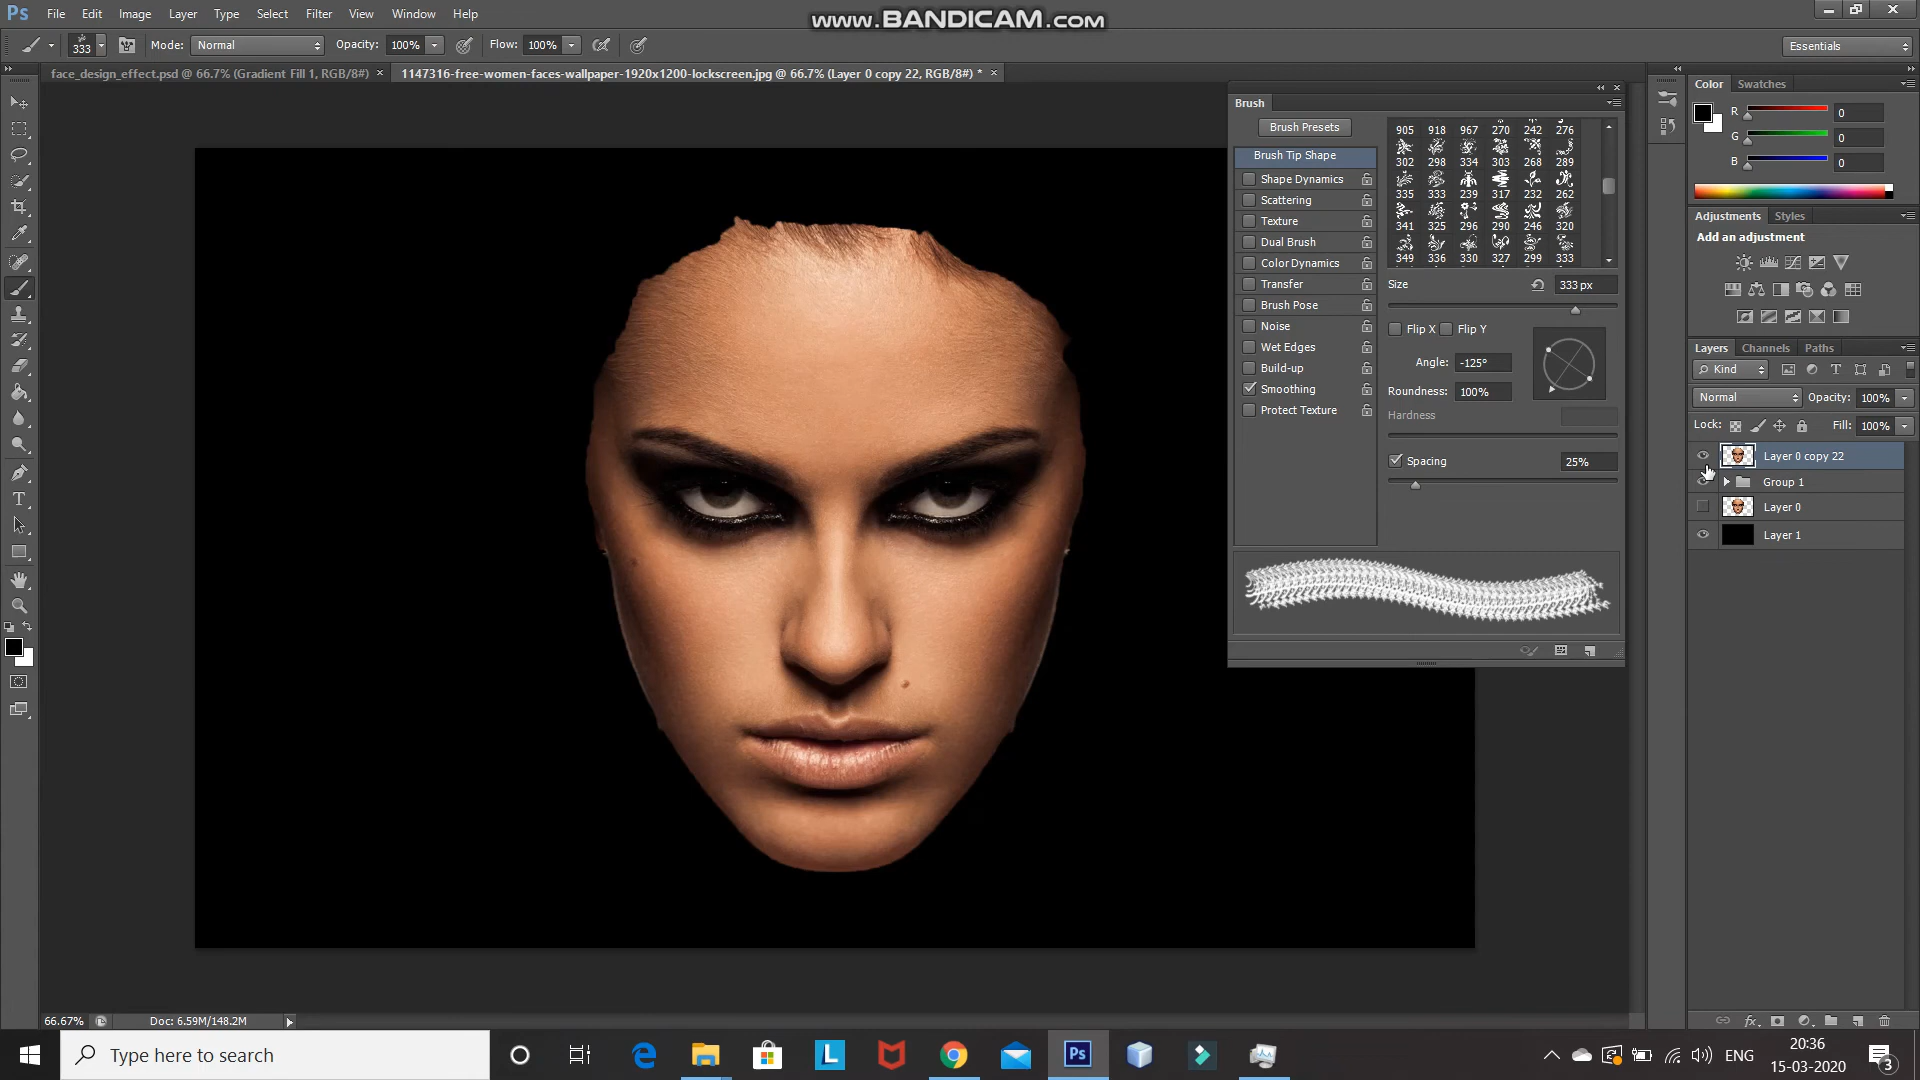 Ps File Edit Image Layer Type Select Filter View Window Help
www.BANDICAM.com
333 Mode: Normal Opacity: 100% Flow: 100% Essentials
face_design_effect.psd @ 66.7% (Gradient Fill 1, RGB/8#) × 1147316-free-women-faces-wallpaper-1920x1200-lockscreen.jpg @ 66.7% (Layer 0 copy 22, RGB/8#) * ×
Brush
Brush Presets
Brush Tip Shape
Shape Dynamics
Scattering
Texture
Dual Brush
Color Dynamics
Transfer
Brush Pose
Noise
Wet Edges
Build-up
Smoothing
Protect Texture
905 918 967 270 242 276
302 298 334 303 268 289
335 333 239 317 232 262
341 325 296 290 246 320
349 336 330 327 299 333
Size 333 px
Flip X Flip Y
Angle: -125°
Roundness: 100%
Hardness
Spacing 25%
Color Swatches
R 0
G 0
B 0
Adjustments Styles
Add an adjustment
Layers Channels Paths
Kind
Normal Opacity: 100%
Lock: Fill: 100%
Layer 0 copy 22
Group 1
Layer 0
Layer 1
66.67% Doc: 6.59M/148.2M
Type here to search
L
Ps
ENG
20:36
15-03-2020
3